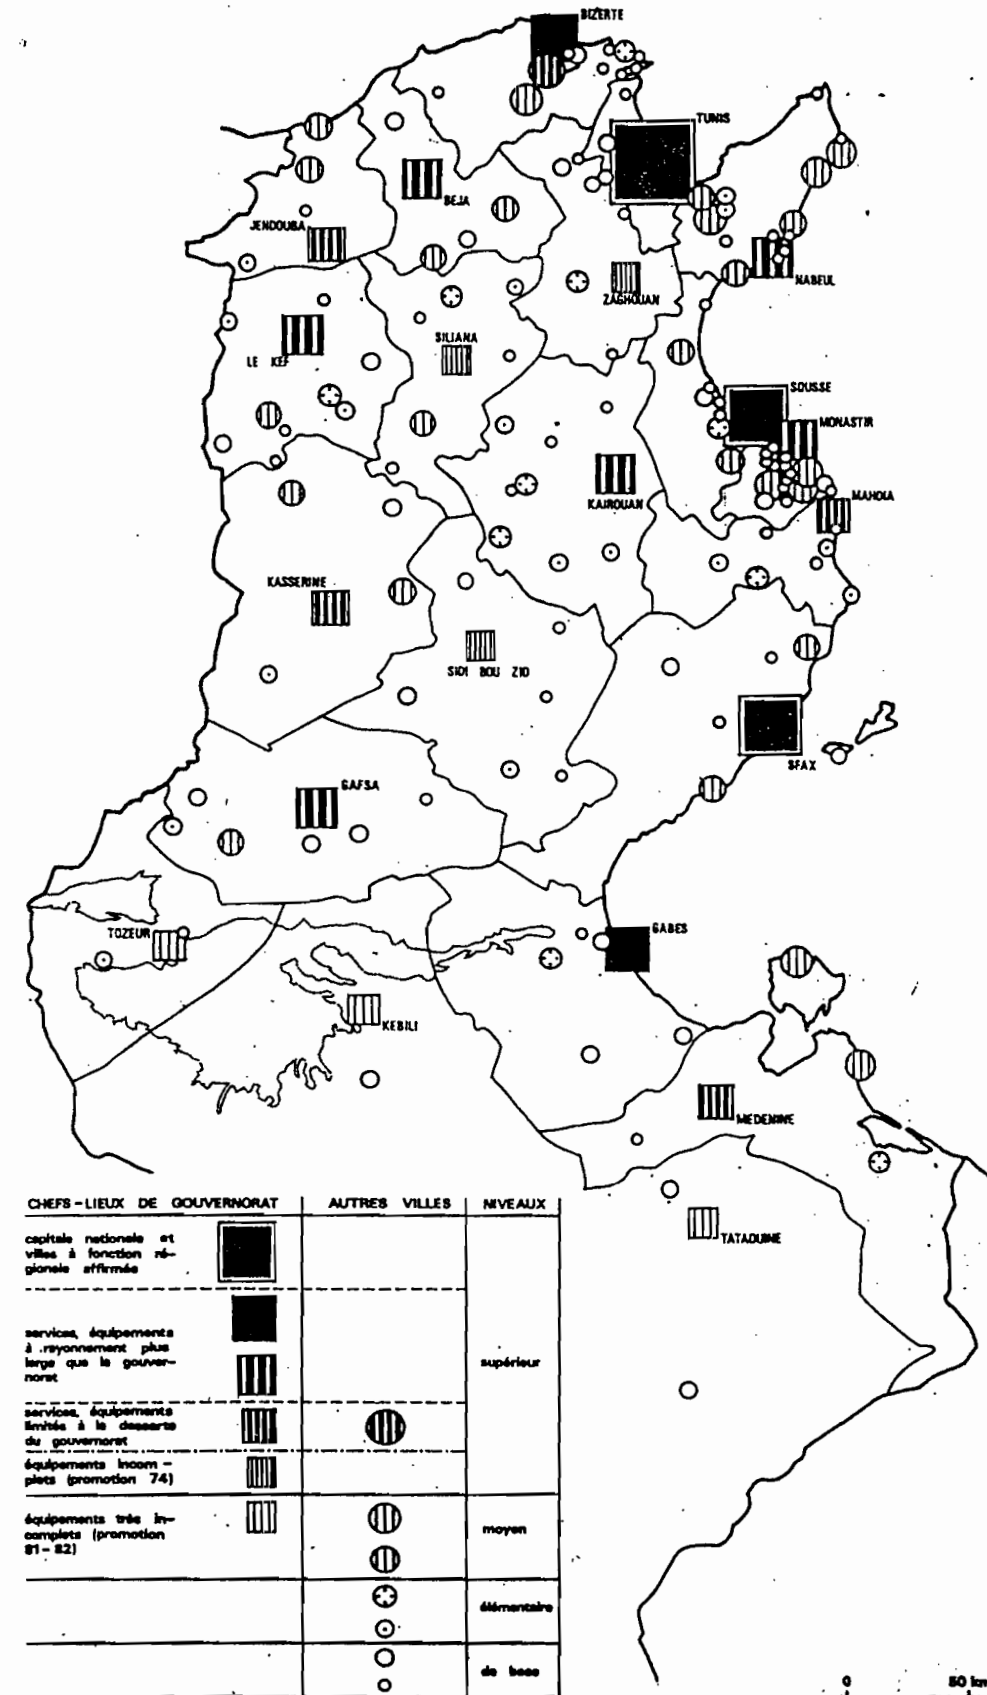 BIZERTE
TUNIS
BEJA
JENDOUBA
NABEUL
ZAGHOUAN
SILIANA
LE KEF
SOUSSE
MONASTIR
MAHDIA
KAIROUAN
KASSERINE
SIDI BOU ZID
SFAX
GAFSA
TOZEUR
GABES
KEBILI
MEDENINE
TATAOUINE
CHEFS-LIEUX DE GOUVERNORAT
AUTRES VILLES
NIVEAUX
capitale nationale et
villes à fonction ré-
gionale affirmée
services, équipements
à rayonnement plus
large que le gouver-
norat
supérieur
services, équipements
limités à la desserte
du gouvernorat
équipements incom-
plets (promotion 74)
équipements très in-
complets (promotion
81-82)
moyen
élémentaire
de base
0 50 km